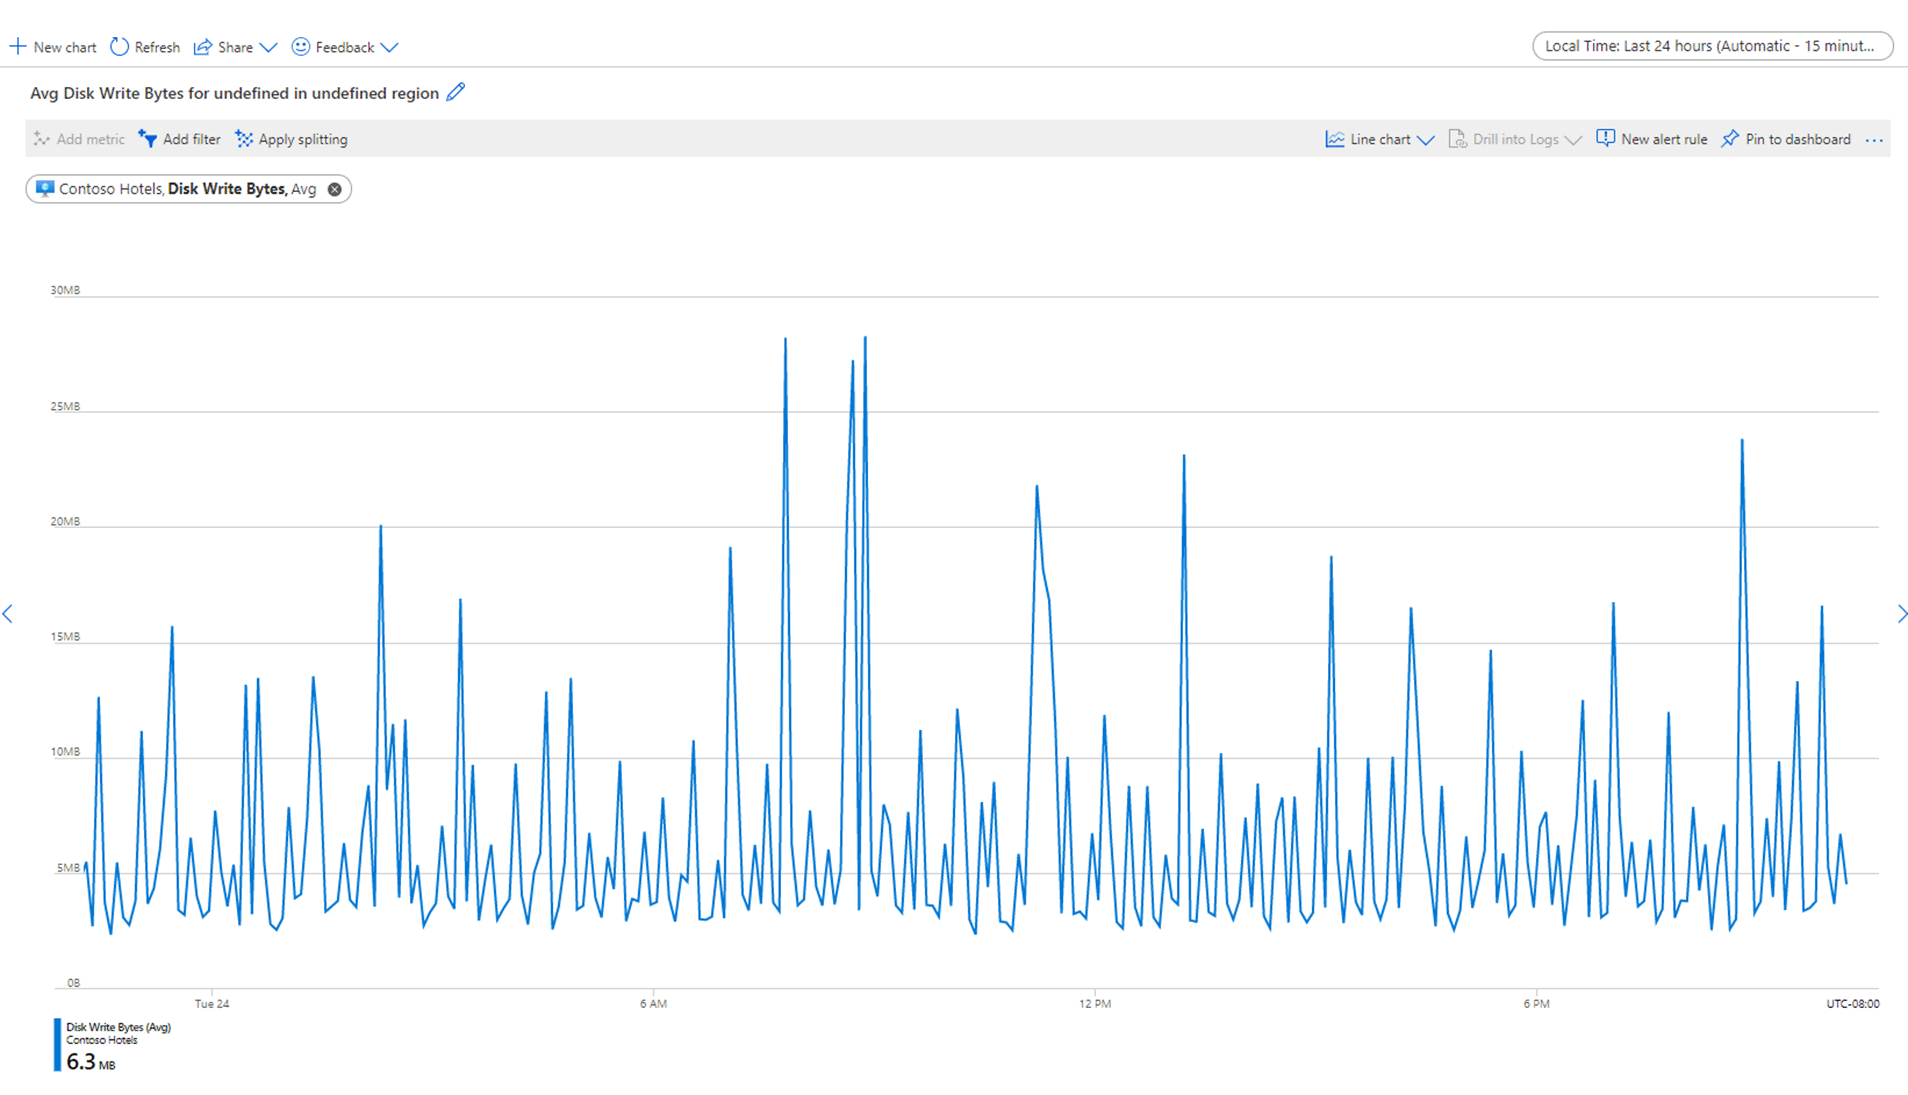 New chart Refresh Share Feedback Local Time: Last 24 hours (Automatic - 15 minut...
Avg Disk Write Bytes for undefined in undefined region
Add metric Add filter Apply splitting Line chart Drill into Logs New alert rule Pin to dashboard ...
Contoso Hotels, Disk Write Bytes, Avg
30MB
25MB
20MB
15MB
10MB
5MB
0B
Tue 24 6 AM 12 PM 6 PM UTC-08:00
Disk Write Bytes (Avg)
Contoso Hotels
6.3 MB